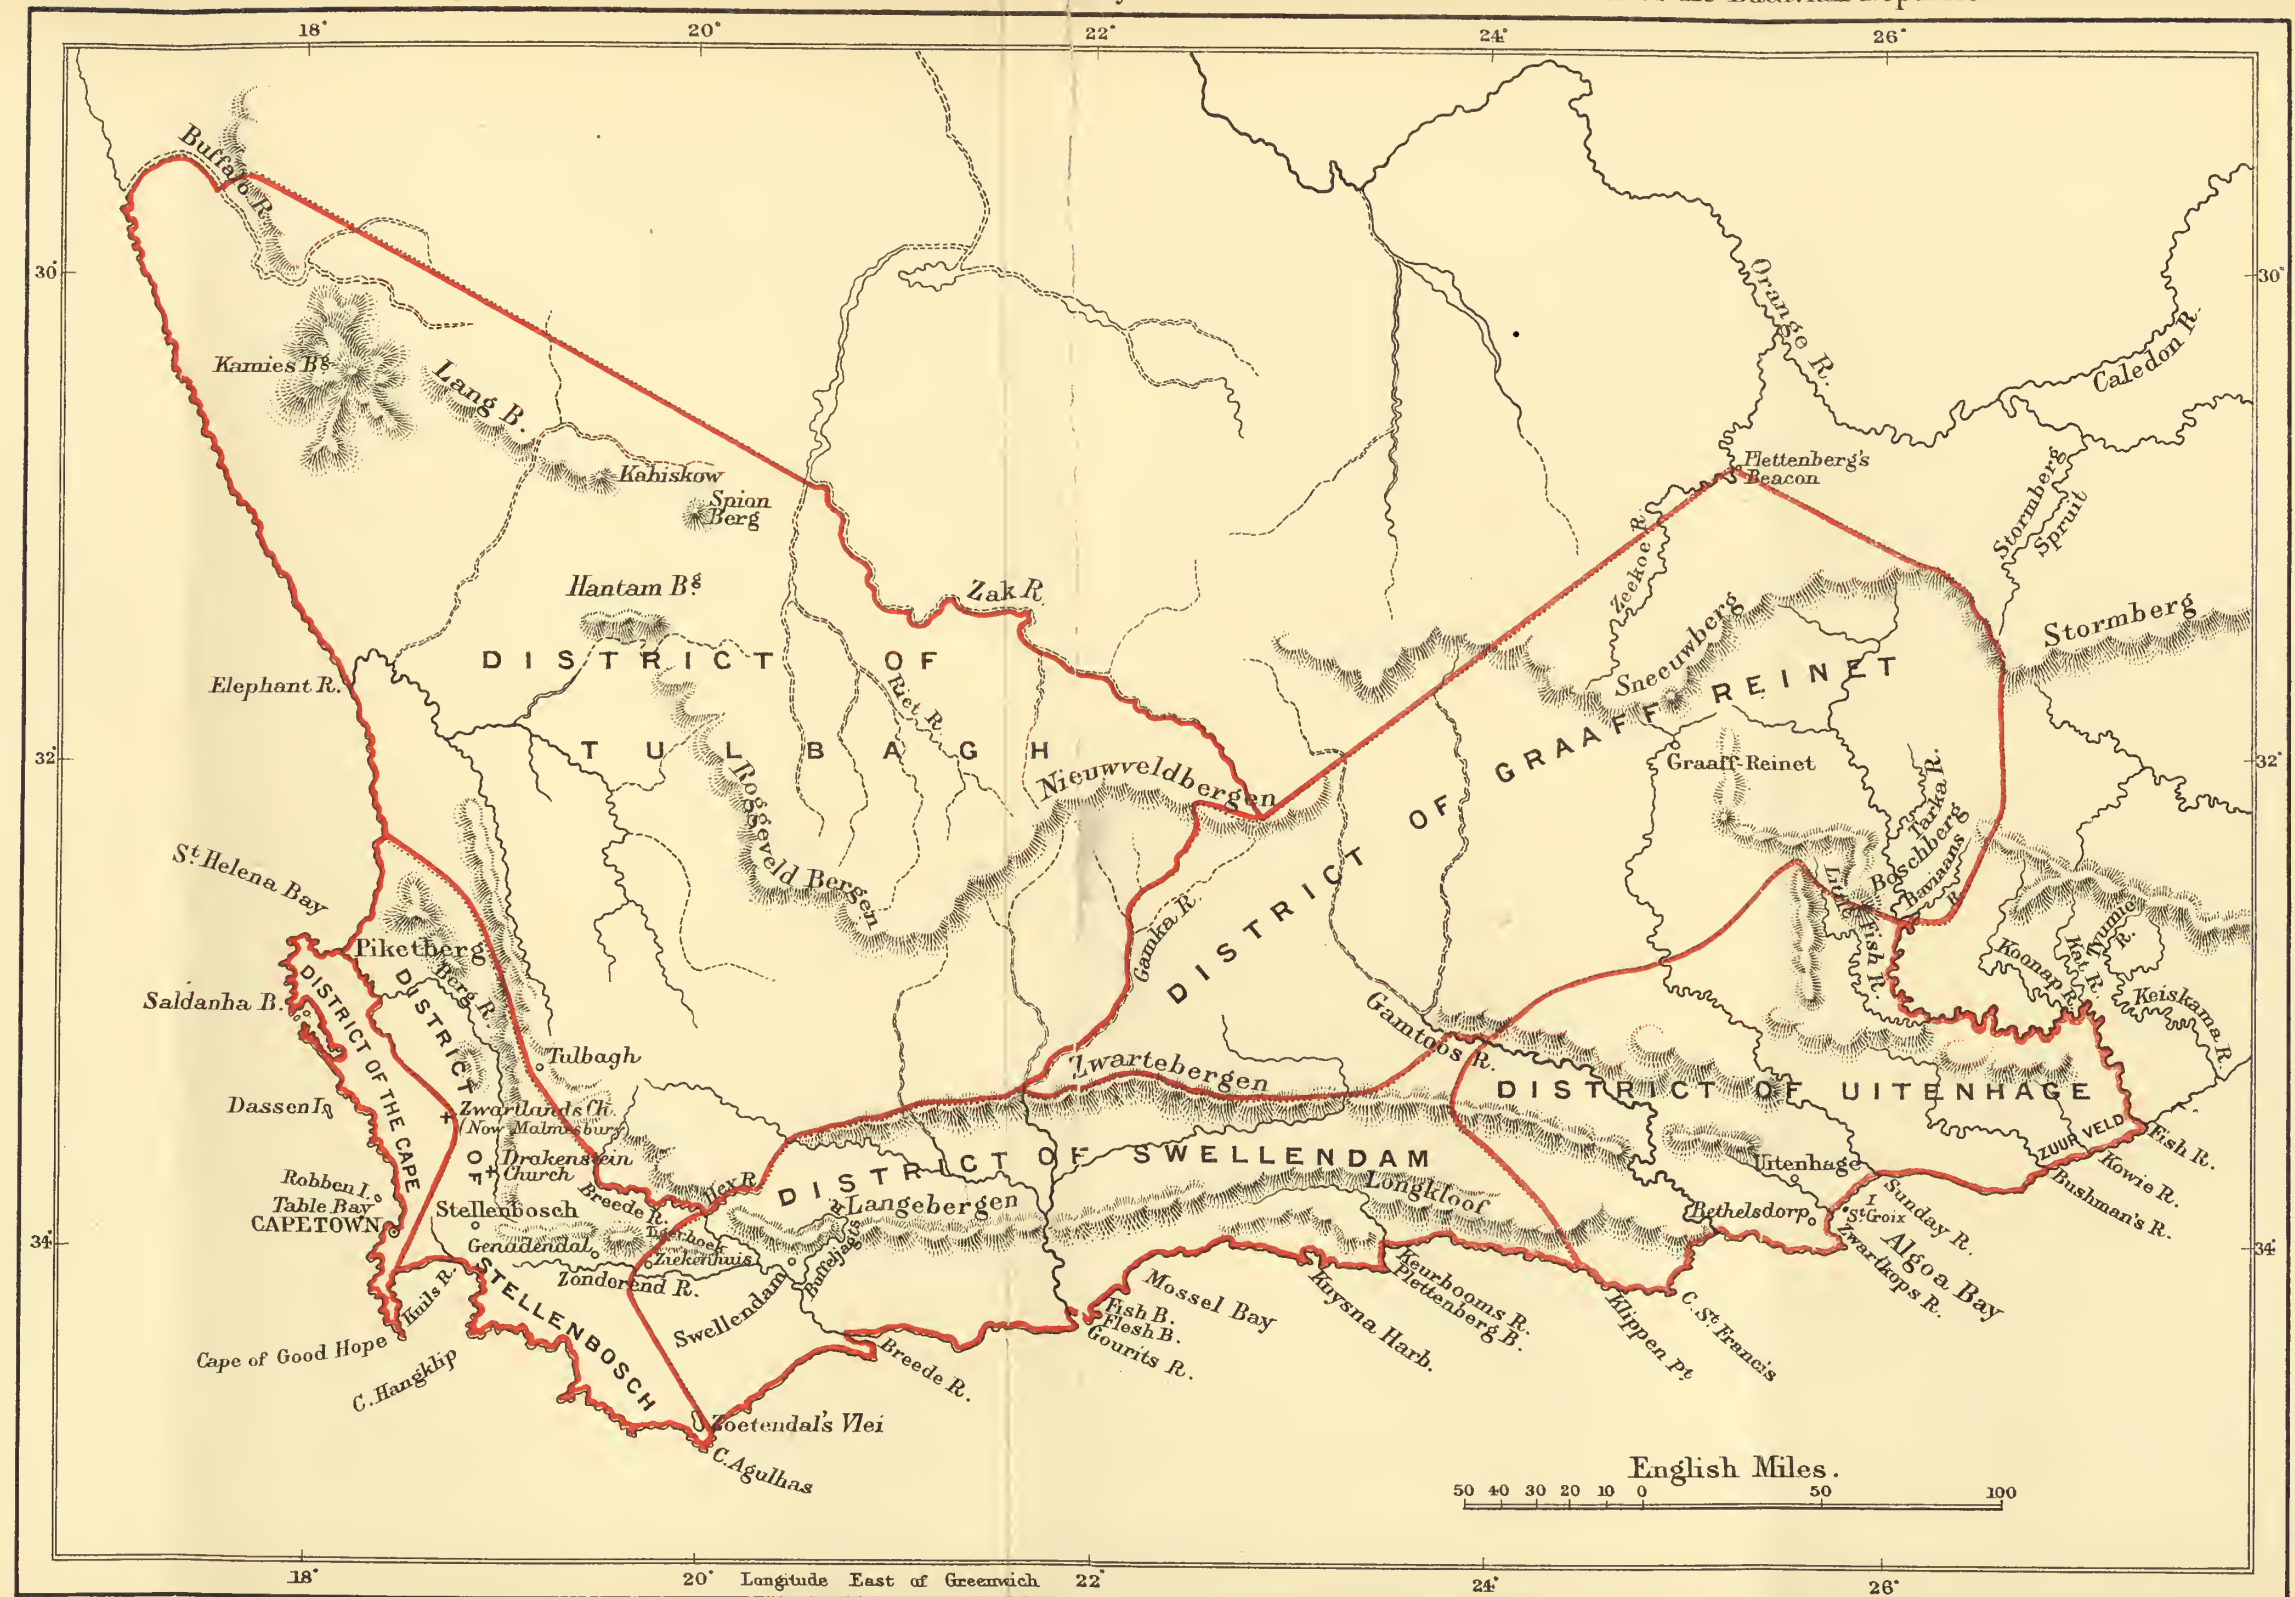 18°
20°
22°
24°
26°
30°
30°
32°
32°
34°
34°
Buffalo R.
Kamies Bg.
Lang B.
Kabiskow
Spion
Berg
Hantam Bg.
Zak R.
Orange R.
Caledon R.
Plettenberg's
Beacon
Stormberg
Spruit
Zeekoe R.
Sneeuwberg
Stormberg
Elephant R.
DISTRICT OF
TULBAGH
Riet R.
Roggeveld Bergen
Nieuwveldbergen
DISTRICT OF GRAAFF REINET
Graaff-Reinet
Tarka R.
Boschberg
Baviaans R.
Little Fish R.
Koonap R.
Kat R.
Tyumie R.
Keiskama R.
St. Helena Bay
Piketberg
Berg R.
Saldanha B.
DISTRICT OF THE CAPE
DISTRICT OF STELLENBOSCH
Gamka R.
Gamtoos R.
Tulbagh
Zwartebergen
DISTRICT OF UITENHAGE
Dassen I.
Zwartlands Ch.
(Now Malmesbury)
Drakenstein
Church
DISTRICT OF SWELLENDAM
ZUUR VELD
Fish R.
Kowie R.
Bushman's R.
Robben I.
Table Bay
CAPETOWN
Stellenbosch
Breede R.
Hex R.
Langebergen
Longkloof
Uitenhage
Bethelsdorp
St Croix
Sunday R.
Algoa Bay
Zwartkops R.
Genadendal
Tygerhoek
Ziekenhuis
Zonderend R.
Swellendam
Buffeljagts R.
Kuils R.
Cape of Good Hope
C. Hangklip
Breede R.
Zoetendal's Vlei
C. Agulhas
Fish B.
Flesh B.
Gourits R.
Mossel Bay
Knysna Harb.
Keurbooms R.
Plettenberg B.
Klippen Pt.
C. St. Francis
English Miles.
50 40 30 20 10 0 50 100
18°
20°
Longitude East of Greenwich
22°
24°
26°